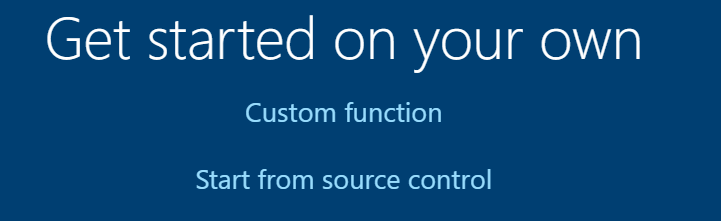 Get started on your own
Custom function
Start from source control